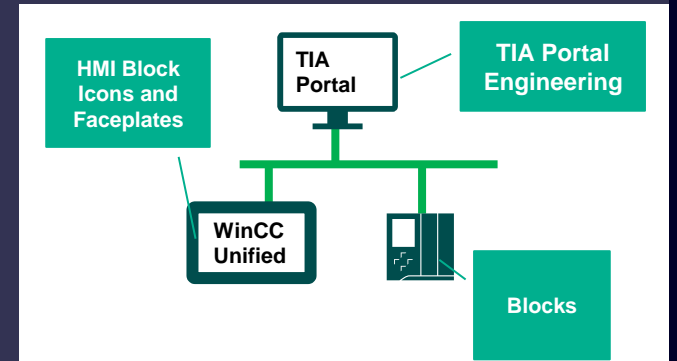 HMI Block
Icons and
Faceplates
TIA
Portal
TIA Portal
Engineering
WinCC
Unified
Blocks